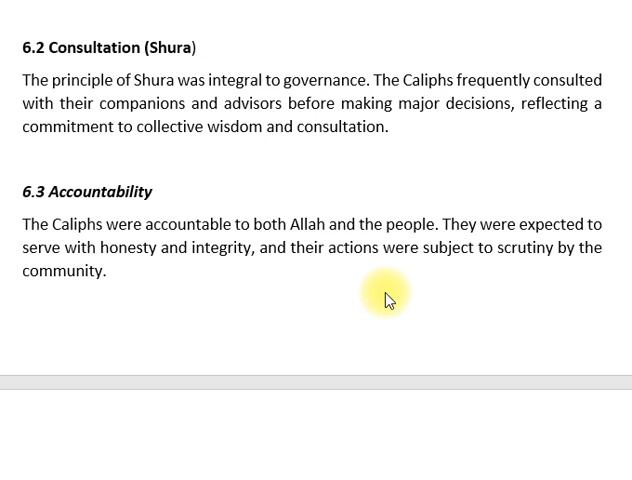 6.2 Consultation (Shura)
The principle of Shura was integral to governance. The Caliphs frequently consulted
with their companions and advisors before making major decisions, reflecting a
commitment to collective wisdom and consultation.
6.3 Accountability
The Caliphs were accountable to both Allah and the people. They were expected to
serve with honesty and integrity, and their actions were subject to scrutiny by the
community.